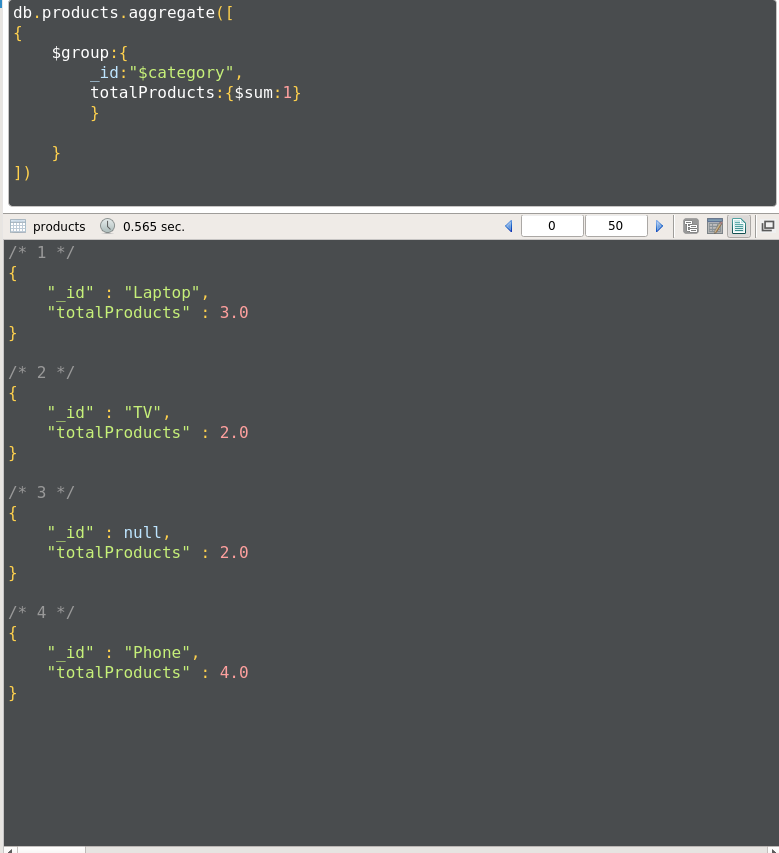 db.products.aggregate([
{
    $group:{
        _id:"$category",
        totalProducts:{$sum:1}
        }
    }
])
products 0.565 sec. 0 50
/* 1 */
{
    "_id" : "Laptop",
    "totalProducts" : 3.0
}
/* 2 */
{
    "_id" : "TV",
    "totalProducts" : 2.0
}
/* 3 */
{
    "_id" : null,
    "totalProducts" : 2.0
}
/* 4 */
{
    "_id" : "Phone",
    "totalProducts" : 4.0
}